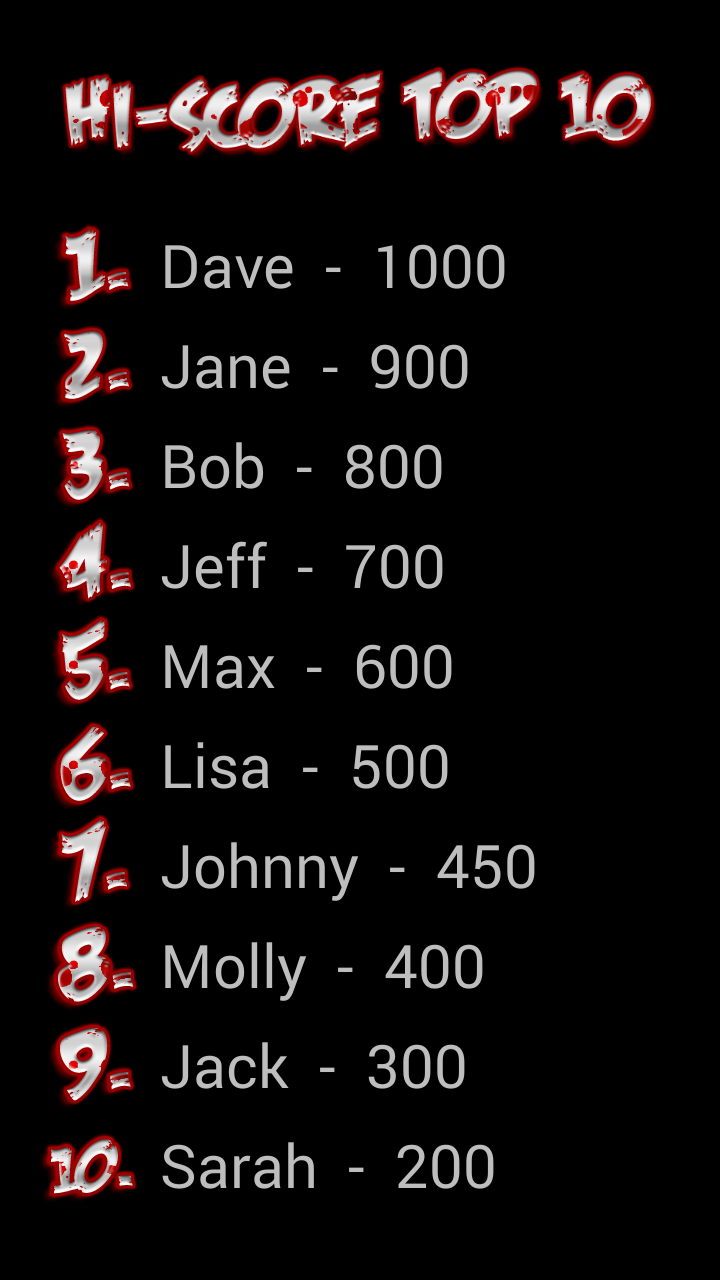 HI-SCORE TOP 10
1. Dave - 1000
2. Jane - 900
3. Bob - 800
4. Jeff - 700
5. Max - 600
6. Lisa - 500
7. Johnny - 450
8. Molly - 400
9. Jack - 300
10. Sarah - 200